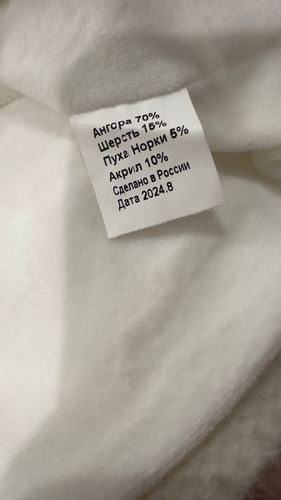 Ангора 70%
Шерсть 15%
Пуха Норки 5%
Акрил 10%
Сделано в России
Дата 2024.8